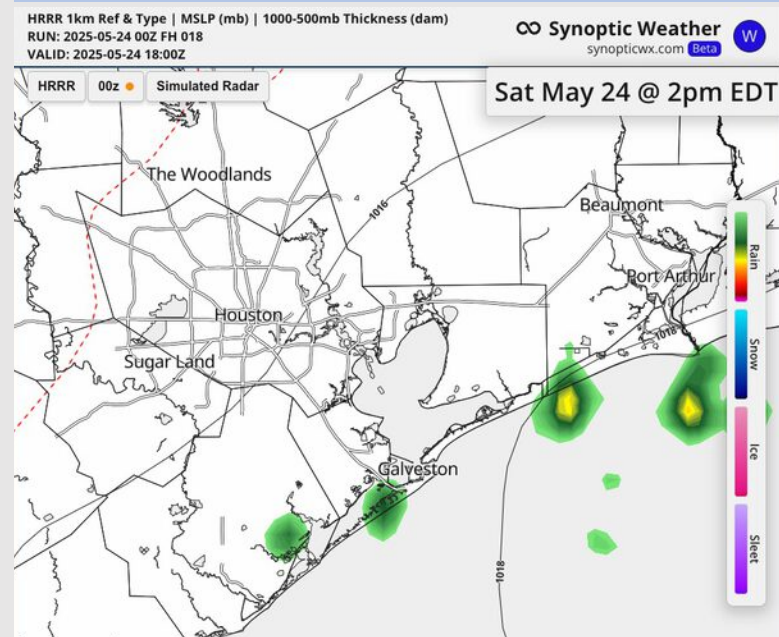 HRRR 1km Ref & Type | MSLP (mb) | 1000-500mb Thickness (dam)
RUN: 2025-05-24 00Z FH 018
VALID: 2025-05-24 18:00Z
Synoptic Weather
synopticwx.com Beta
W
HRRR
00z
Simulated Radar
Sat May 24 @ 2pm EDT
The Woodlands
1016
Beaumont
Port Arthur
Houston
1018
Sugar Land
Galveston
1018
Rain
Snow
Ice
Sleet